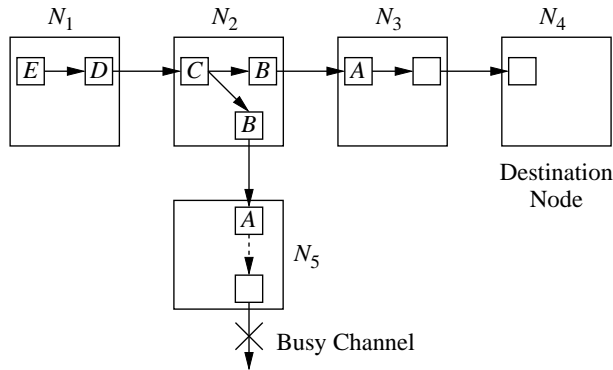 N1 N2 N3 N4
E D C B A
B
Destination
Node
A
N5
Busy Channel